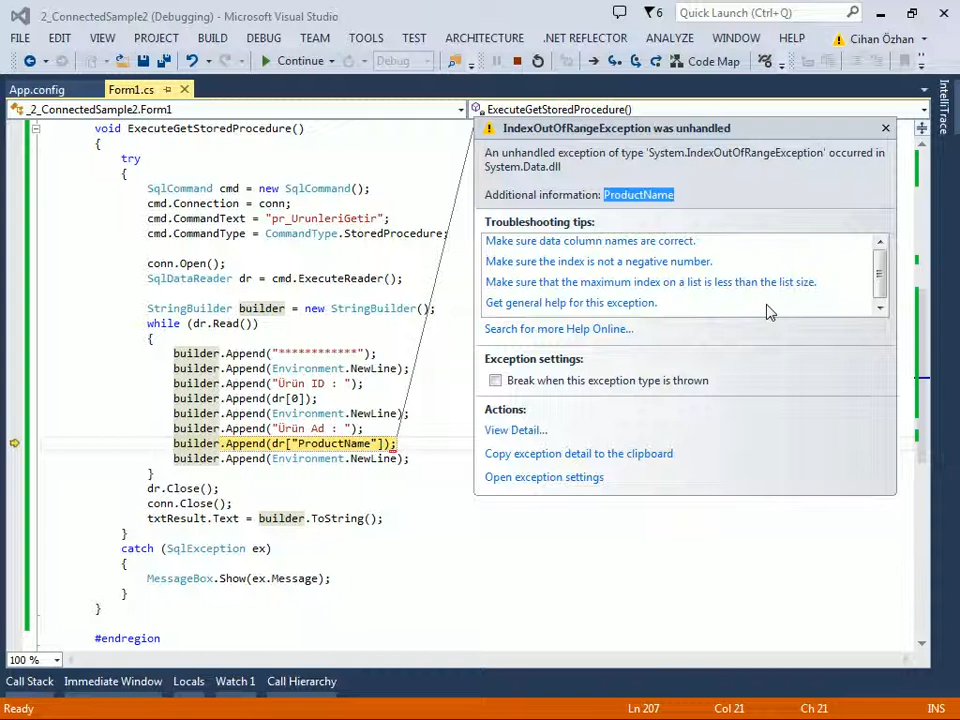 2_ConnectedSample2 (Debugging) - Microsoft Visual Studio
6
Quick Launch (Ctrl+Q)
FILE EDIT VIEW PROJECT BUILD DEBUG TEAM TOOLS TEST ARCHITECTURE .NET REFLECTOR ANALYZE WINDOW HELP Cihan Özhan
Continue Debug Code Map
App.config Form1.cs
_2_ConnectedSample2.Form1 ExecuteGetStoredProcedure()
IntelliTrace
void ExecuteGetStoredProcedure()
{
try
{
SqlCommand cmd = new SqlCommand();
cmd.Connection = conn;
cmd.CommandText = "pr_UrunleriGetir";
cmd.CommandType = CommandType.StoredProcedure;
conn.Open();
SqlDataReader dr = cmd.ExecuteReader();
StringBuilder builder = new StringBuilder();
while (dr.Read())
{
builder.Append("************");
builder.Append(Environment.NewLine);
builder.Append("Ürün ID : ");
builder.Append(dr[0]);
builder.Append(Environment.NewLine);
builder.Append("Ürün Ad : ");
builder.Append(dr["ProductName"]);
builder.Append(Environment.NewLine);
}
dr.Close();
conn.Close();
txtResult.Text = builder.ToString();
}
catch (SqlException ex)
{
MessageBox.Show(ex.Message);
}
}
#endregion
IndexOutOfRangeException was unhandled
An unhandled exception of type 'System.IndexOutOfRangeException' occurred in
System.Data.dll
Additional information: ProductName
Troubleshooting tips:
Make sure data column names are correct.
Make sure the index is not a negative number.
Make sure that the maximum index on a list is less than the list size.
Get general help for this exception.
Search for more Help Online...
Exception settings:
Break when this exception type is thrown
Actions:
View Detail...
Copy exception detail to the clipboard
Open exception settings
100 %
Call Stack Immediate Window Locals Watch 1 Call Hierarchy
Ready Ln 207 Col 21 Ch 21 INS